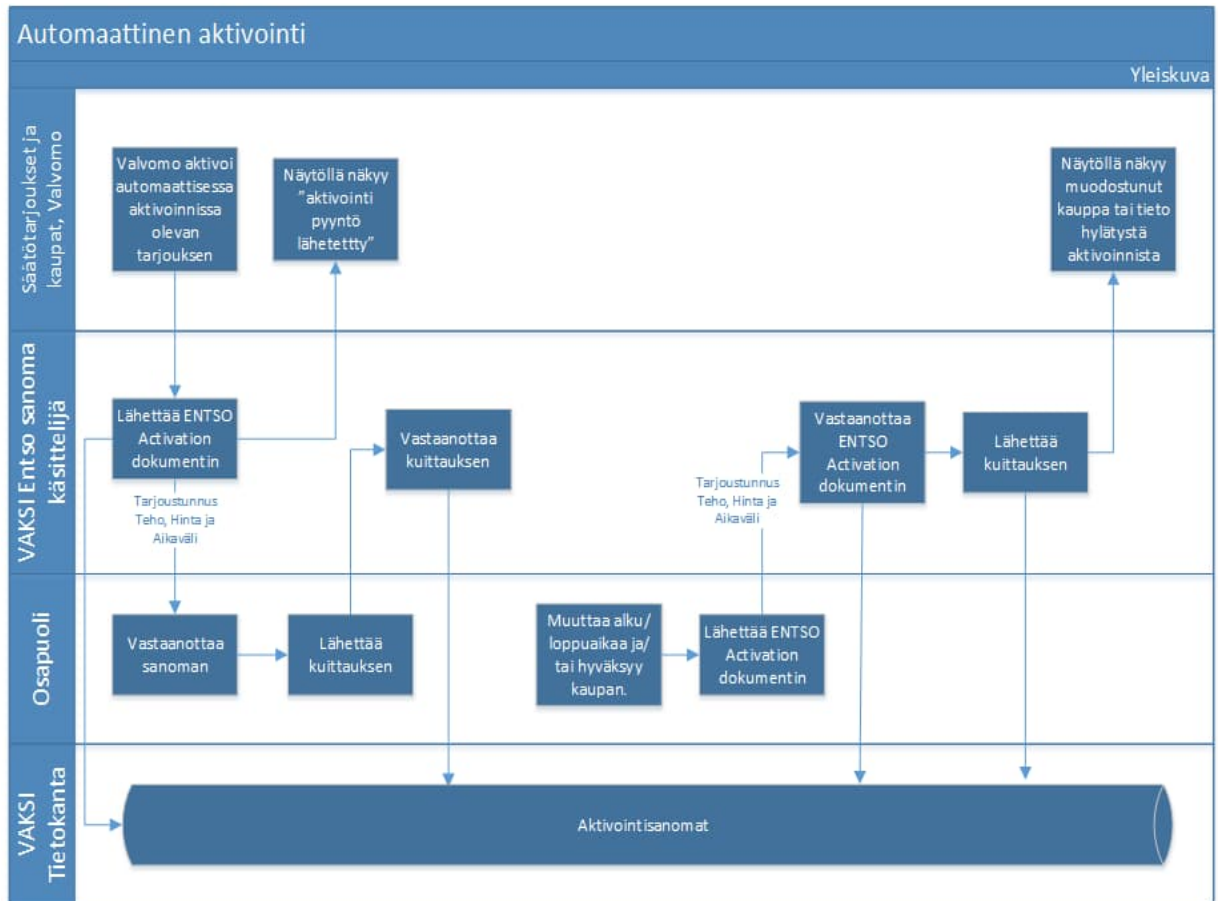 Automaattinen aktivointi
Yleiskuva
Säätötarjoukset ja
kaupat, Valvomo
Valvomo aktivoi
automaattisessa
aktivoinnissa
olevan
tarjouksen
Näytöllä näkyy
”aktivointi
pyyntö
lähetettty”
Näytöllä näkyy
muodostunut
kauppa tai tieto
hylätystä
aktivoinnista
VAKSI Entso sanoma
käsittelijä
Lähettää ENTSO
Activation
dokumentin
Vastaanottaa
kuittauksen
Vastaanottaa
ENTSO
Activation
dokumentin
Lähettää
kuittauksen
Tarjoustunnus
Teho, Hinta ja
Aikaväli
Tarjoustunnus
Teho, Hinta ja
Aikaväli
Osapuoli
Vastaanottaa
sanoman
Lähettää
kuittauksen
Muuttaa alku/
loppuaikaa ja/
tai hyväksyy
kaupan.
Lähettää ENTSO
Activation
dokumentin
VAKSI
Tietokanta
Aktivointisanomat